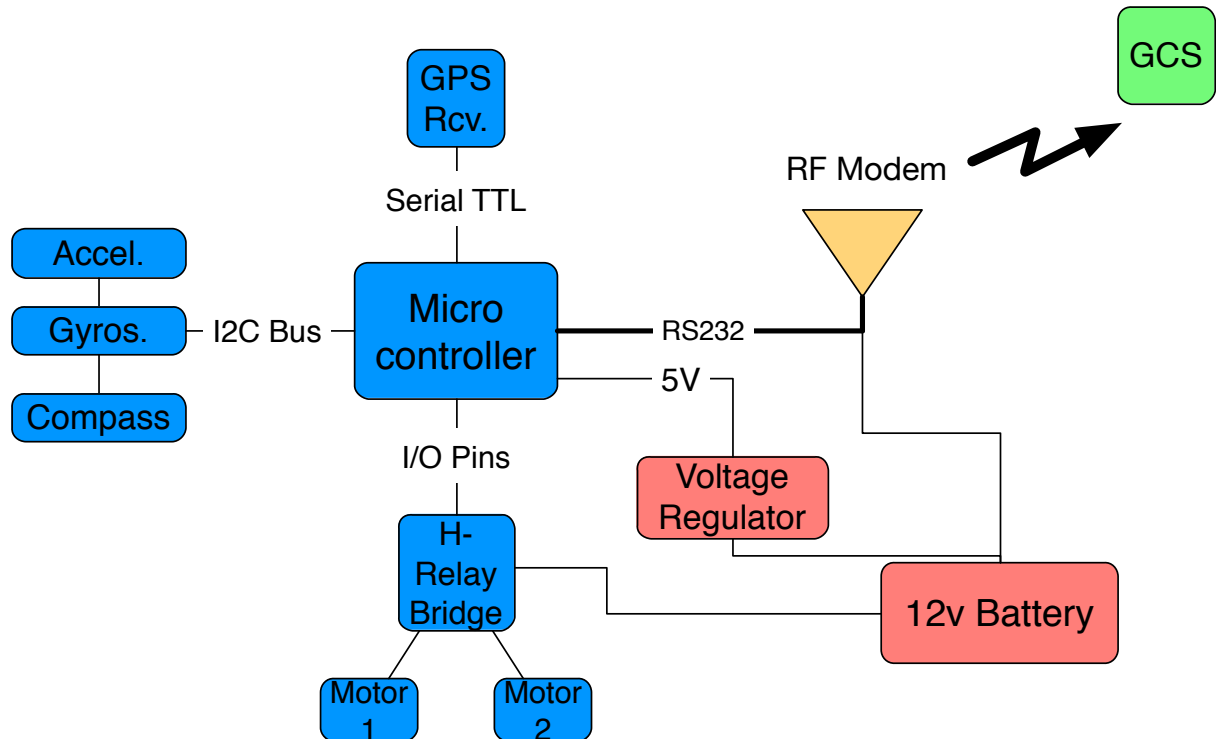 GCS
GPS
Rcv.
RF Modem
Serial TTL
Accel.
Gyros.
I2C Bus
Micro
controller
RS232
5V
Compass
I/O Pins
Voltage
Regulator
H-
Relay
Bridge
12v Battery
Motor
1
Motor
2